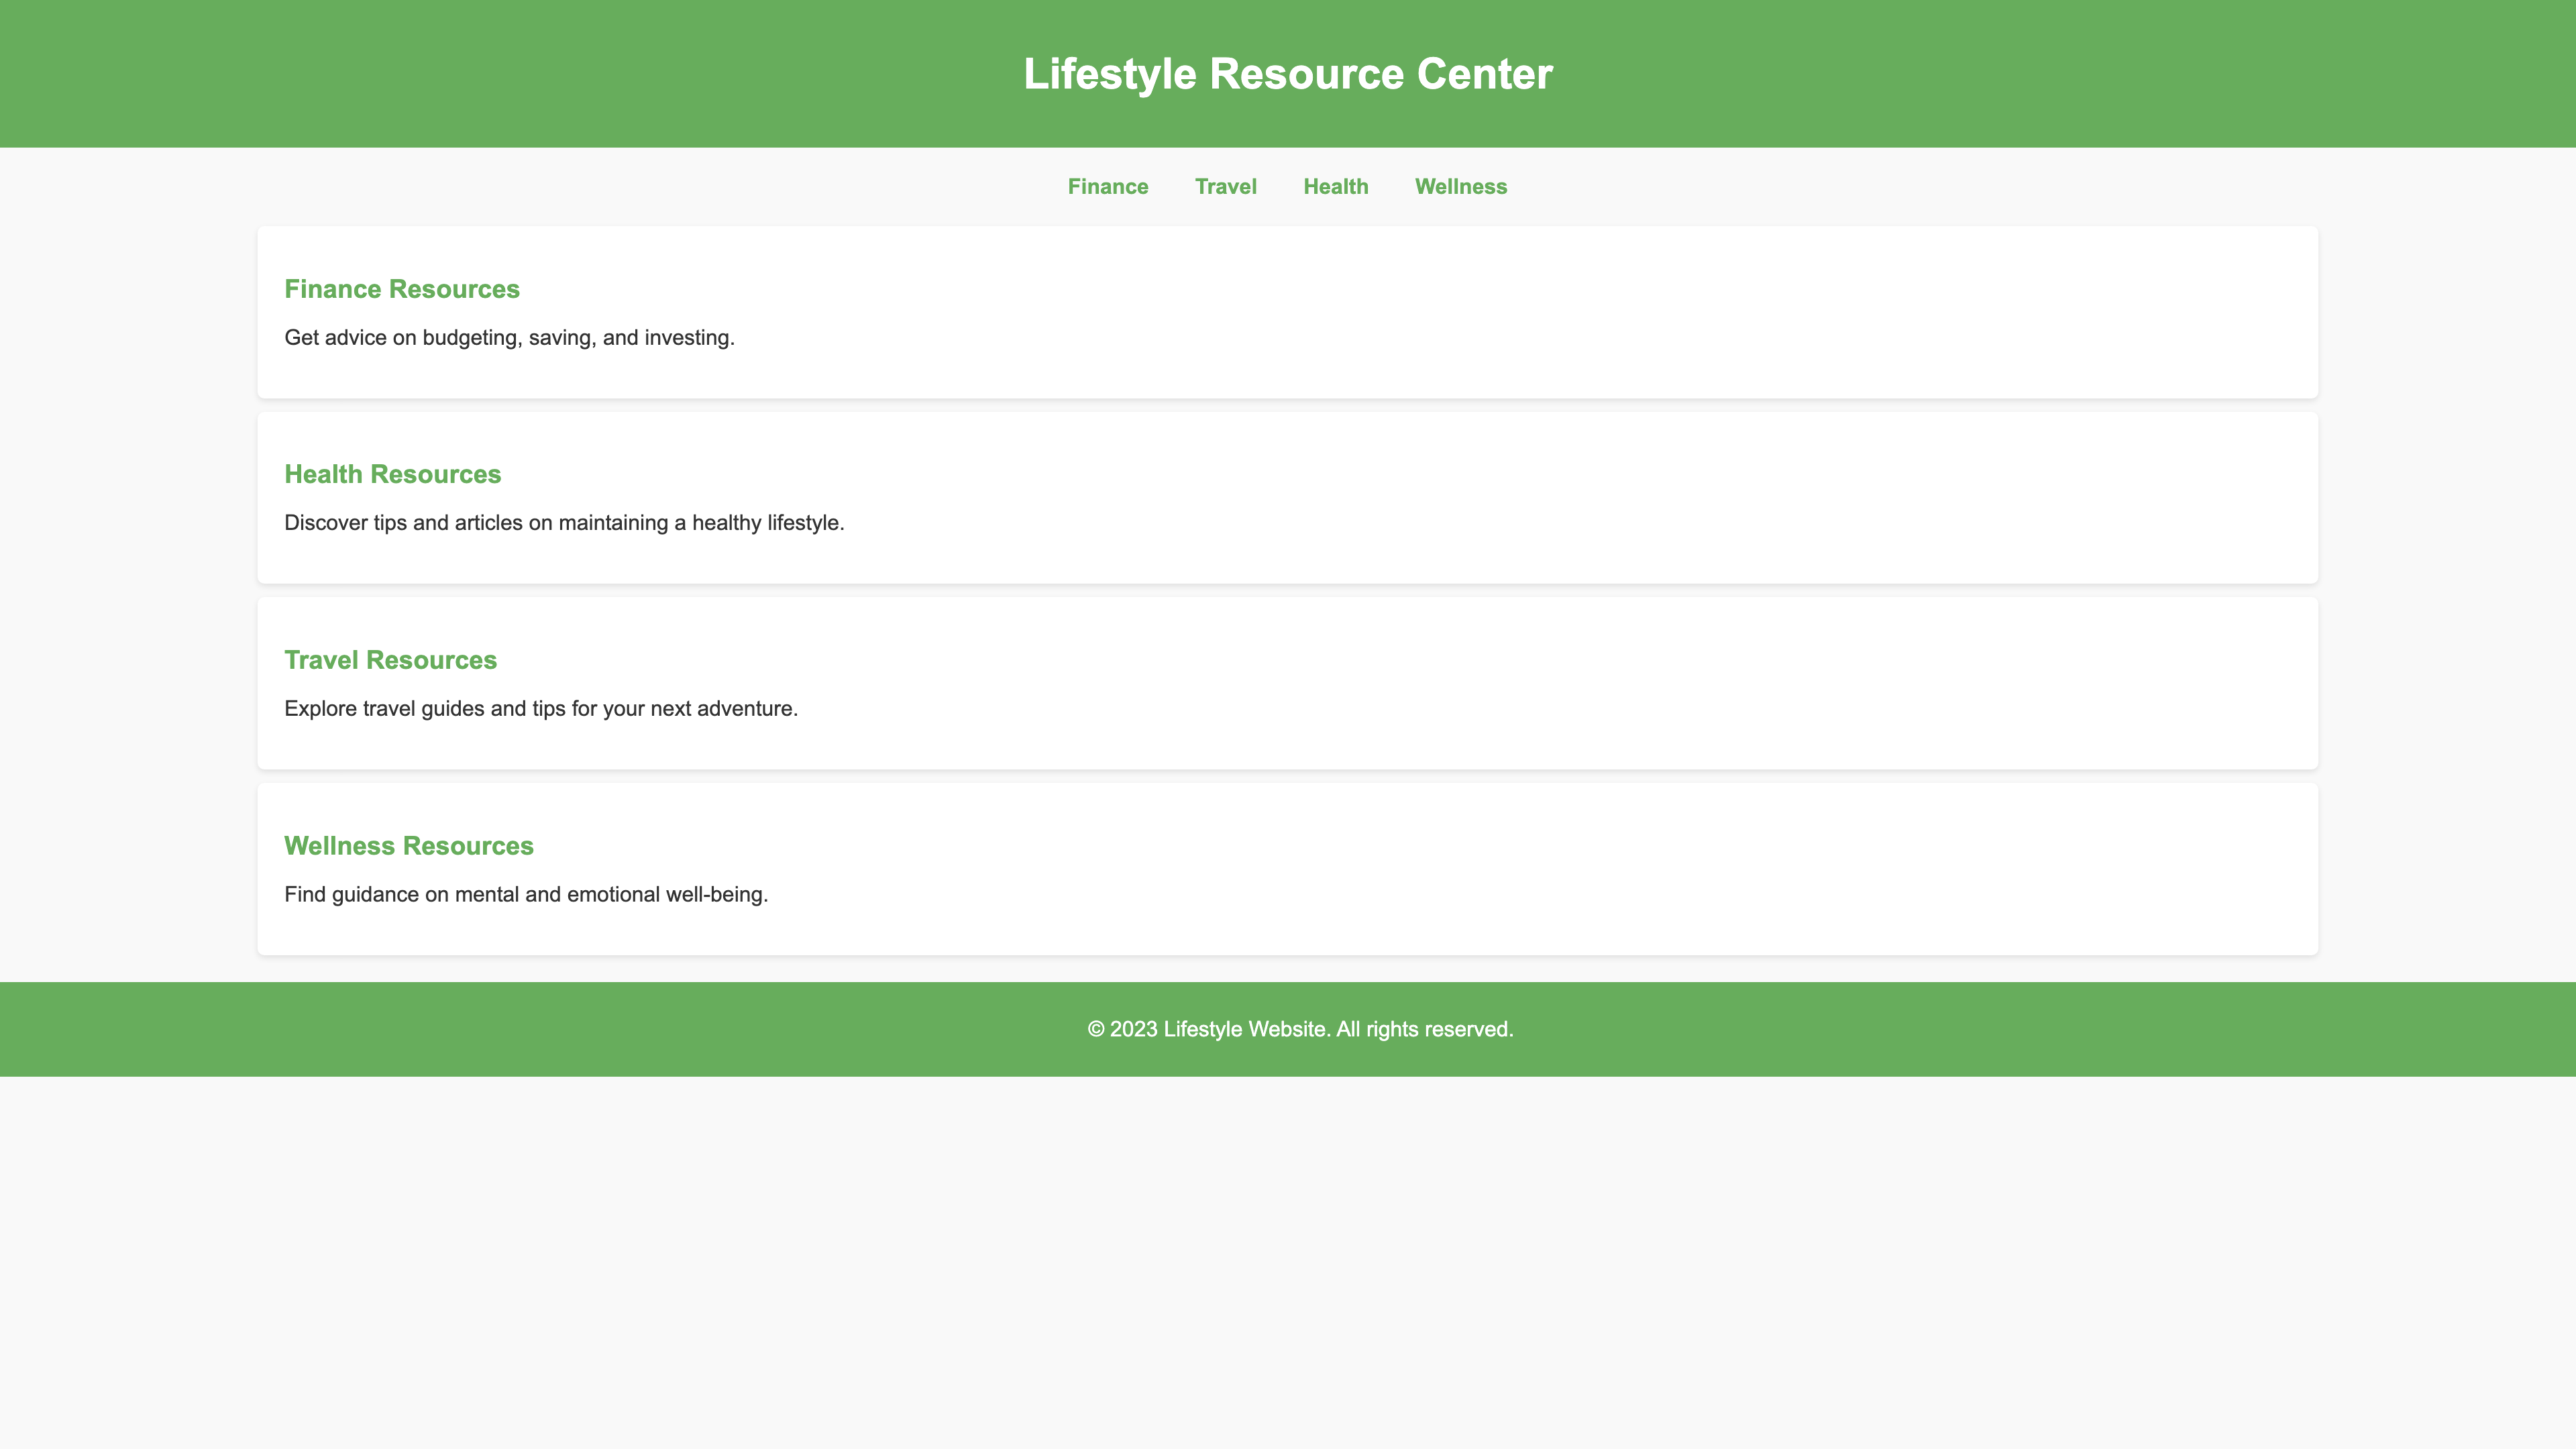 Lifestyle Resource Center
Finance Travel Health Wellness
Finance Resources
Get advice on budgeting, saving, and investing.
Health Resources
Discover tips and articles on maintaining a healthy lifestyle.
Travel Resources
Explore travel guides and tips for your next adventure.
Wellness Resources
Find guidance on mental and emotional well-being.
© 2023 Lifestyle Website. All rights reserved.